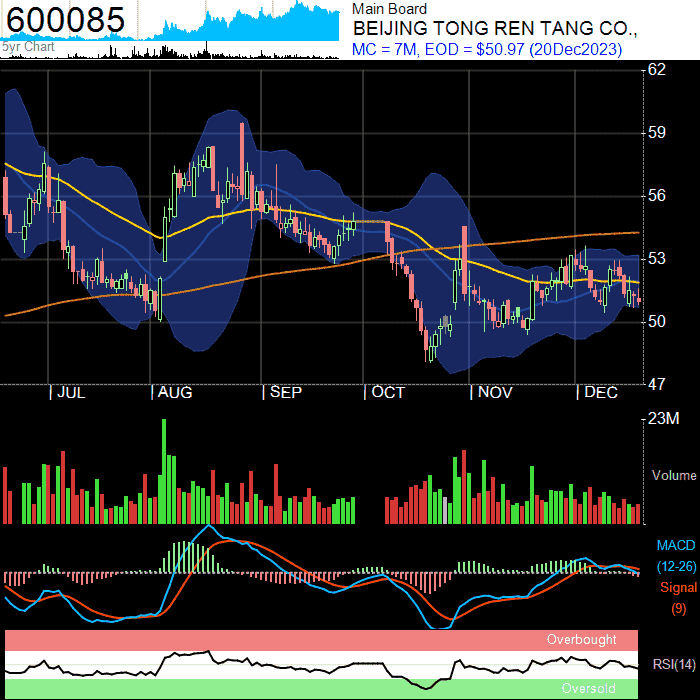 600085
5yr Chart
Main Board
BEIJING TONG REN TANG CO.,
MC = 7M, EOD = $50.97 (20Dec2023)
62
59
56
53
50
47
JUL
AUG
SEP
OCT
NOV
DEC
23M
Volume
MACD
(12-26)
Signal
(9)
Overbought
RSI(14)
Oversold